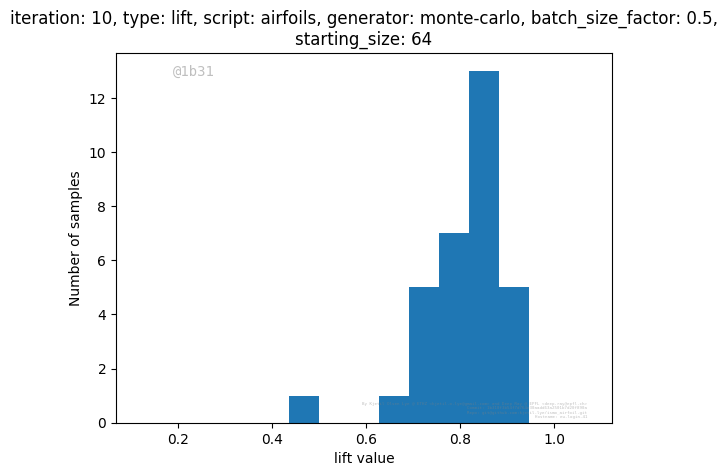 iteration: 10, type: lift, script: airfoils, generator: monte-carlo, batch_size_factor: 0.5,
starting_size: 64
@1b31
12
10
8
6
4
2
0
Number of samples
0.2 0.4 0.6 0.8 1.0
lift value